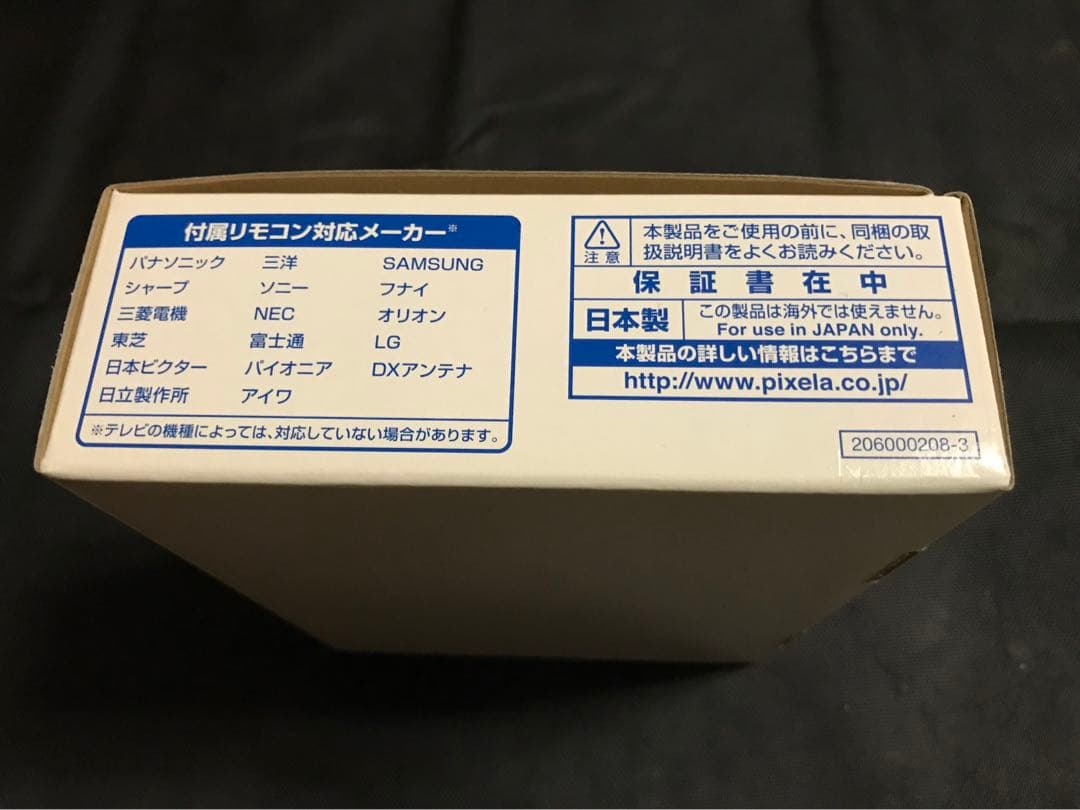 付属リモコン対応メーカー※
パナソニック 三洋 SAMSUNG
シャープ ソニー フナイ
三菱電機 NEC オリオン
東芝 富士通 LG
日本ビクター パイオニア DXアンテナ
日立製作所 アイワ
※テレビの機種によっては、対応していない場合があります。
注意
本製品をご使用の前に、同梱の取
扱説明書をよくお読みください。
保証書在中
日本製
この製品は海外では使えません。
For use in JAPAN only.
本製品の詳しい情報はこちらまで
http://www.pixela.co.jp/
206000208-3